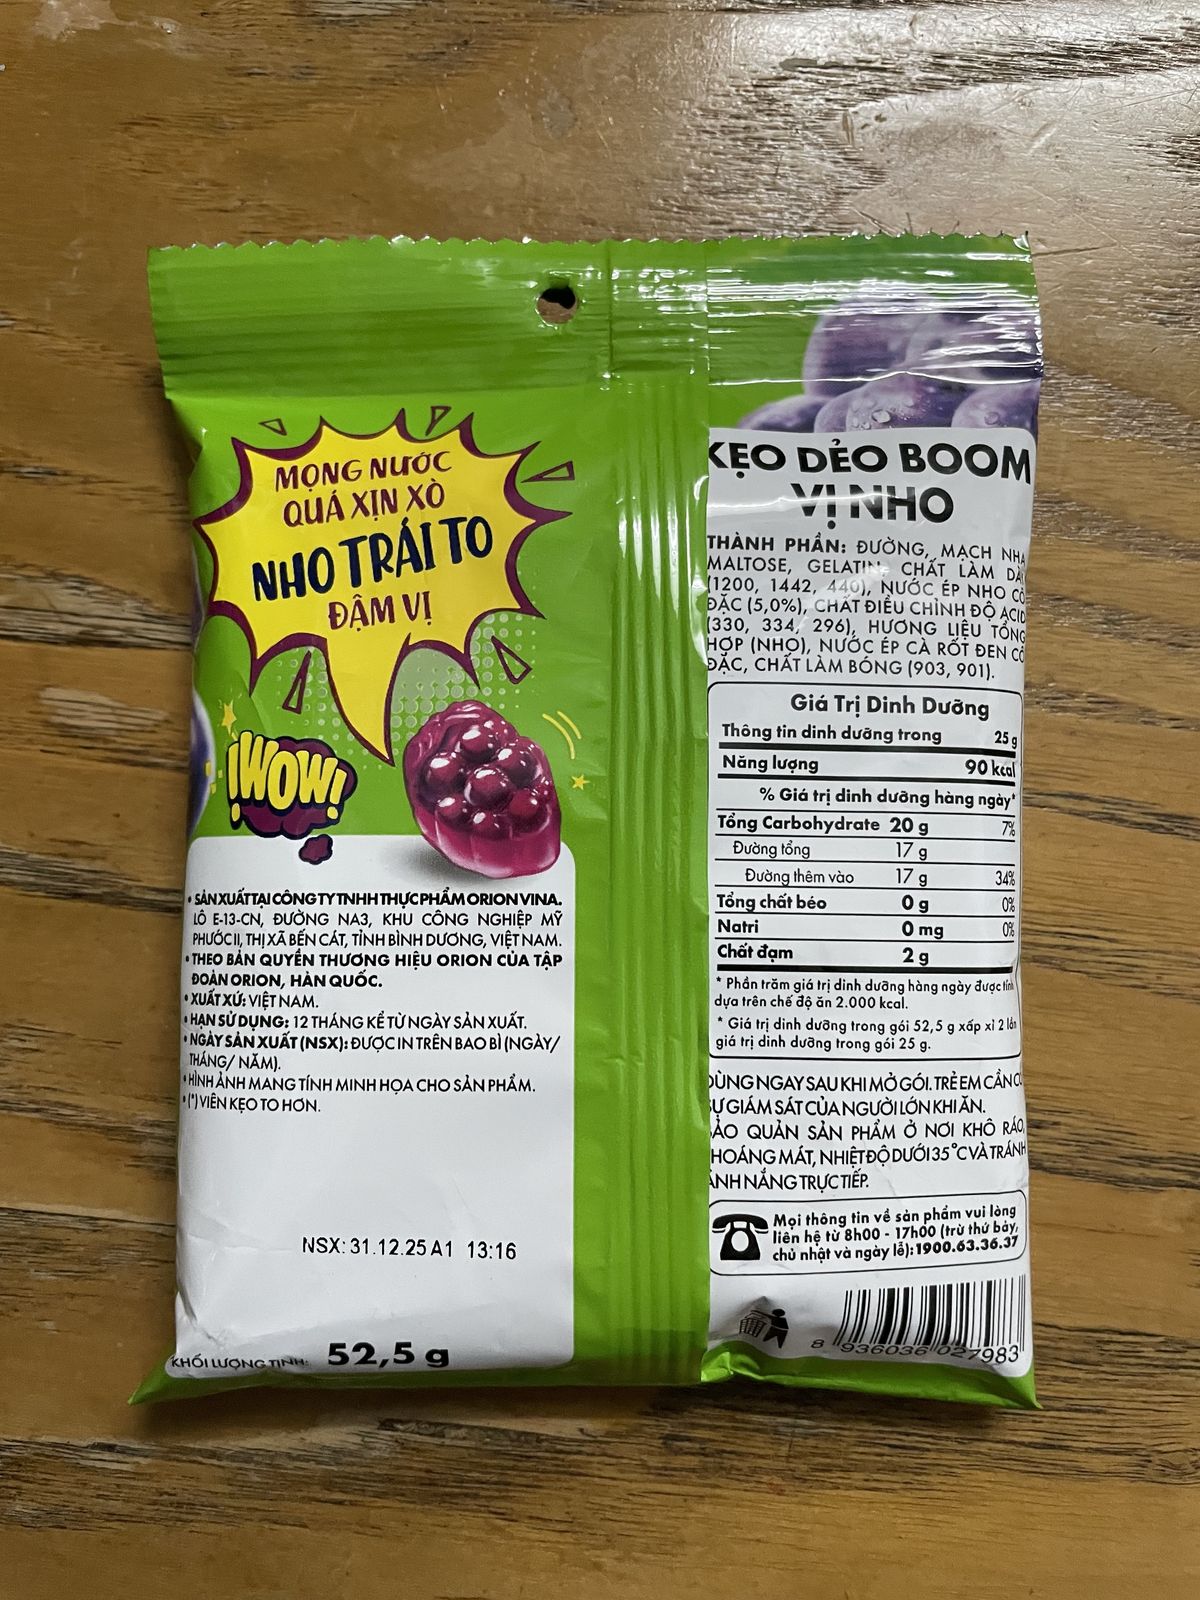 MỌNG NƯỚC
QUÁ XỊN XÒ
NHO TRÁI TO
ĐẬM VỊ
WOW!
• SẢN XUẤT TẠI CÔNG TY TNHH THỰC PHẨM ORION VINA.
LÔ E-13-CN, ĐƯỜNG NA3, KHU CÔNG NGHIỆP MỸ
PHƯỚC II, THỊ XÃ BẾN CÁT, TỈNH BÌNH DƯƠNG, VIỆT NAM.
• THEO BẢN QUYỀN THƯƠNG HIỆU ORION CỦA TẬP
ĐOÀN ORION, HÀN QUỐC.
• XUẤT XỨ: VIỆT NAM.
• HẠN SỬ DỤNG: 12 THÁNG KỂ TỪ NGÀY SẢN XUẤT.
• NGÀY SẢN XUẤT (NSX): ĐƯỢC IN TRÊN BAO BÌ (NGÀY/
THÁNG/ NĂM).
• HÌNH ẢNH MANG TÍNH MINH HỌA CHO SẢN PHẨM.
• (*) VIÊN KẸO TO HƠN.
NSX: 31.12.25 A1 13:16
KHỐI LƯỢNG TỊNH: 52,5 g
KẸO DẺO BOOM
VỊ NHO
THÀNH PHẦN: ĐƯỜNG, MẠCH NHA
MALTOSE, GELATIN, CHẤT LÀM DÀY
(1200, 1442, 440), NƯỚC ÉP NHO CÔ
ĐẶC (5,0%), CHẤT ĐIỀU CHỈNH ĐỘ ACID
(330, 334, 296), HƯƠNG LIỆU TỔNG
HỢP (NHO), NƯỚC ÉP CÀ RỐT ĐEN CÔ
ĐẶC, CHẤT LÀM BÓNG (903, 901).
Giá Trị Dinh Dưỡng
Thông tin dinh dưỡng trong 25 g
Năng lượng 90 kcal
% Giá trị dinh dưỡng hàng ngày*
Tổng Carbohydrate 20 g 7%
Đường tổng 17 g
Đường thêm vào 17 g 34%
Tổng chất béo 0 g 0%
Natri 0 mg 0%
Chất đạm 2 g
* Phần trăm giá trị dinh dưỡng hàng ngày được tính
dựa trên chế độ ăn 2.000 kcal.
* Giá trị dinh dưỡng trong gói 52,5 g xấp xỉ 2 lần
giá trị dinh dưỡng trong gói 25 g.
DÙNG NGAY SAU KHI MỞ GÓI. TRẺ EM CẦN CÓ
SỰ GIÁM SÁT CỦA NGƯỜI LỚN KHI ĂN.
BẢO QUẢN SẢN PHẨM Ở NƠI KHÔ RÁO,
THOÁNG MÁT, NHIỆT ĐỘ DƯỚI 35°C VÀ TRÁNH
ÁNH NẮNG TRỰC TIẾP.
Mọi thông tin về sản phẩm vui lòng
liên hệ từ 8h00 - 17h00 (trừ thứ bảy,
chủ nhật và ngày lễ): 1900.63.36.37
8 936036 027983